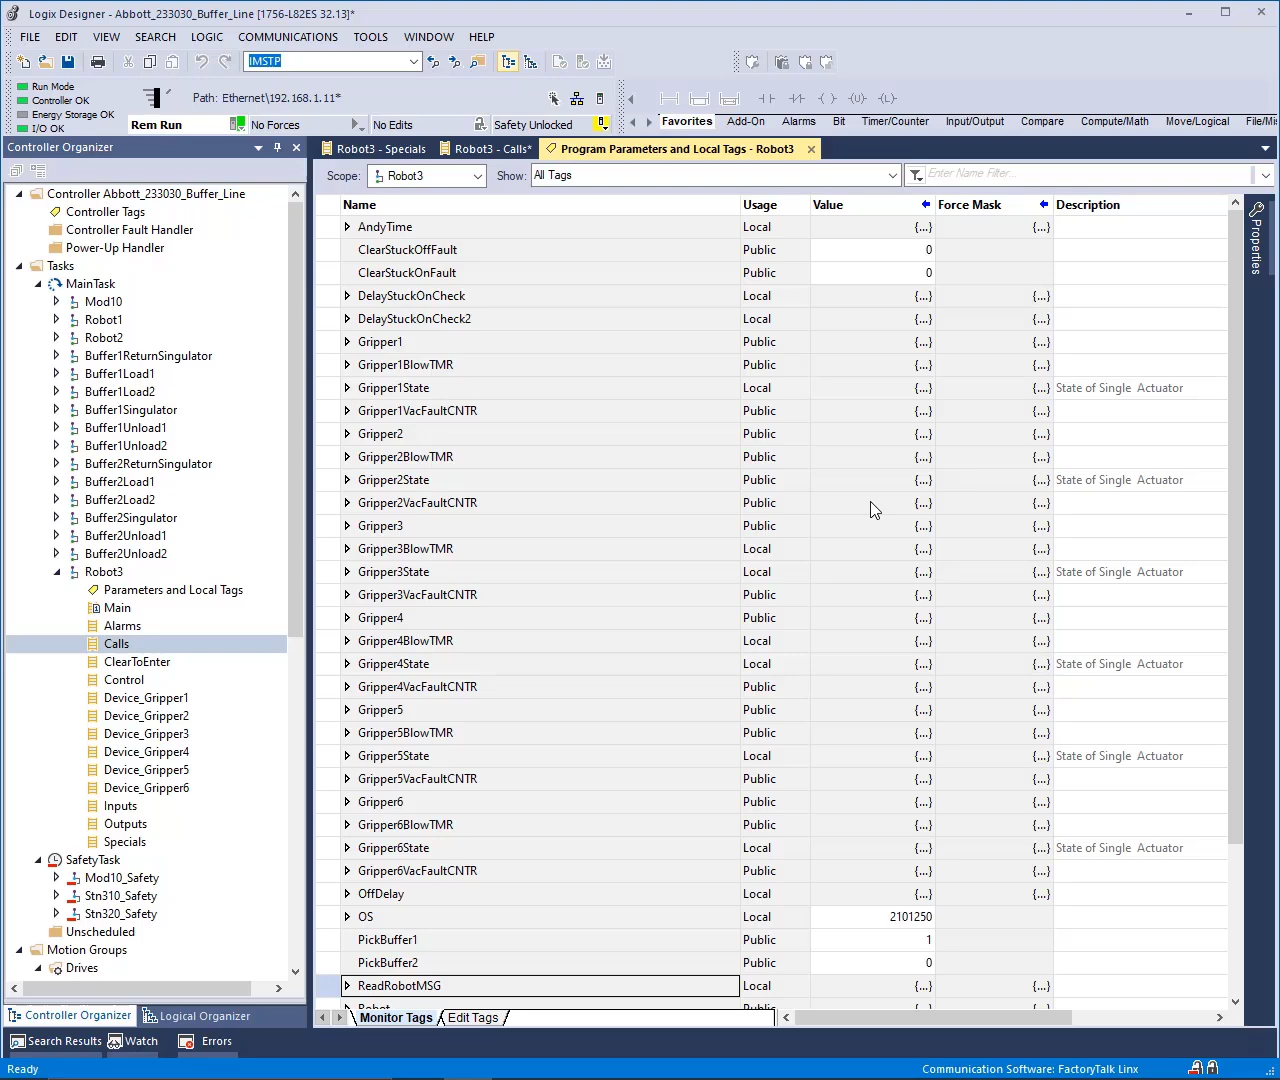 Logix Designer - Abbott_233030_Buffer_Line [1756-L82ES 32.13]*
FILE EDIT VIEW SEARCH LOGIC COMMUNICATIONS TOOLS WINDOW HELP
IMSTP
Run Mode
Controller OK
Energy Storage OK
I/O OK
Path: Ethernet\192.168.1.11*
Rem Run No Forces No Edits Safety Unlocked
Favorites Add-On Alarms Bit Timer/Counter Input/Output Compare Compute/Math Move/Logical File/Mi
Controller Organizer
Controller Abbott_233030_Buffer_Line
Controller Tags
Controller Fault Handler
Power-Up Handler
Tasks
MainTask
Mod10
Robot1
Robot2
Buffer1ReturnSingulator
Buffer1Load1
Buffer1Load2
Buffer1Singulator
Buffer1Unload1
Buffer1Unload2
Buffer2ReturnSingulator
Buffer2Load1
Buffer2Load2
Buffer2Singulator
Buffer2Unload1
Buffer2Unload2
Robot3
Parameters and Local Tags
Main
Alarms
Calls
ClearToEnter
Control
Device_Gripper1
Device_Gripper2
Device_Gripper3
Device_Gripper4
Device_Gripper5
Device_Gripper6
Inputs
Outputs
Specials
SafetyTask
Mod10_Safety
Stn310_Safety
Stn320_Safety
Unscheduled
Motion Groups
Drives
Controller Organizer Logical Organizer
Robot3 - Specials Robot3 - Calls* Program Parameters and Local Tags - Robot3
Scope: Robot3 Show: All Tags Enter Name Filter...
Name Usage Value Force Mask Description
AndyTime Local {...} {...}
ClearStuckOffFault Public 0
ClearStuckOnFault Public 0
DelayStuckOnCheck Local {...} {...}
DelayStuckOnCheck2 Local {...} {...}
Gripper1 Public {...} {...}
Gripper1BlowTMR Public {...} {...}
Gripper1State Local {...} {...} State of Single Actuator
Gripper1VacFaultCNTR Public {...} {...}
Gripper2 Public {...} {...}
Gripper2BlowTMR Public {...} {...}
Gripper2State Public {...} {...} State of Single Actuator
Gripper2VacFaultCNTR Public {...} {...}
Gripper3 Public {...} {...}
Gripper3BlowTMR Local {...} {...}
Gripper3State Local {...} {...} State of Single Actuator
Gripper3VacFaultCNTR Public {...} {...}
Gripper4 Public {...} {...}
Gripper4BlowTMR Local {...} {...}
Gripper4State Local {...} {...} State of Single Actuator
Gripper4VacFaultCNTR Public {...} {...}
Gripper5 Public {...} {...}
Gripper5BlowTMR Public {...} {...}
Gripper5State Local {...} {...} State of Single Actuator
Gripper5VacFaultCNTR Public {...} {...}
Gripper6 Public {...} {...}
Gripper6BlowTMR Public {...} {...}
Gripper6State Local {...} {...} State of Single Actuator
Gripper6VacFaultCNTR Public {...} {...}
OffDelay Local {...} {...}
OS Local 2101250
PickBuffer1 Public 1
PickBuffer2 Public 0
ReadRobotMSG Local {...} {...}
Robot Public {...} {...}
Monitor Tags Edit Tags
Properties
Search Results Watch Errors
Ready Communication Software: FactoryTalk Linx